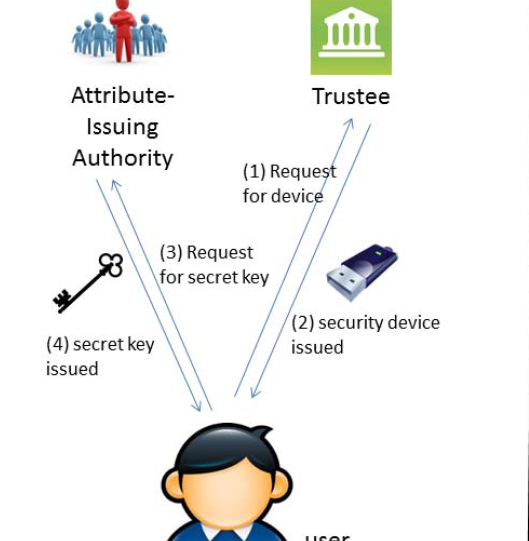 Attribute-
Issuing
Authority
Trustee
(1) Request
for device
(3) Request
for secret key
(2) security device
issued
(4) secret key
issued
user